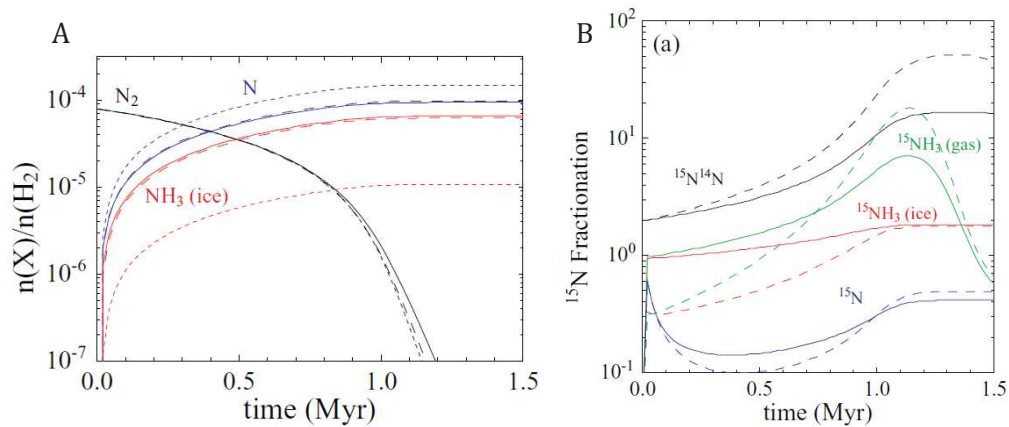 A
n(X)/n(H₂)
10⁻⁴
10⁻⁵
10⁻⁶
10⁻⁷
N₂
N
NH₃ (ice)
0.0 0.5 1.0 1.5
time (Myr)
B
(a)
¹⁵N Fractionation
10²
10¹
10⁰
10⁻¹
¹⁵N¹⁴N
¹⁵NH₃ (gas)
¹⁵NH₃ (ice)
¹⁵N
0.0 0.5 1.0 1.5
time (Myr)